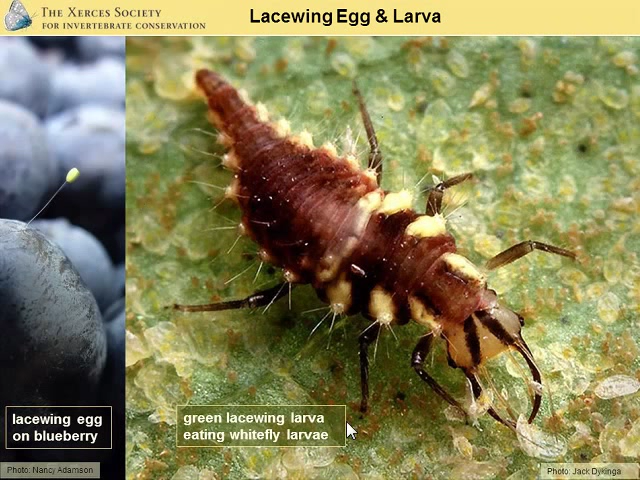 THE XERCES SOCIETY
FOR INVERTEBRATE CONSERVATION
Lacewing Egg & Larva
lacewing egg
on blueberry
green lacewing larva
eating whitefly larvae
Photo: Nancy Adamson
Photo: Jack Dykinga